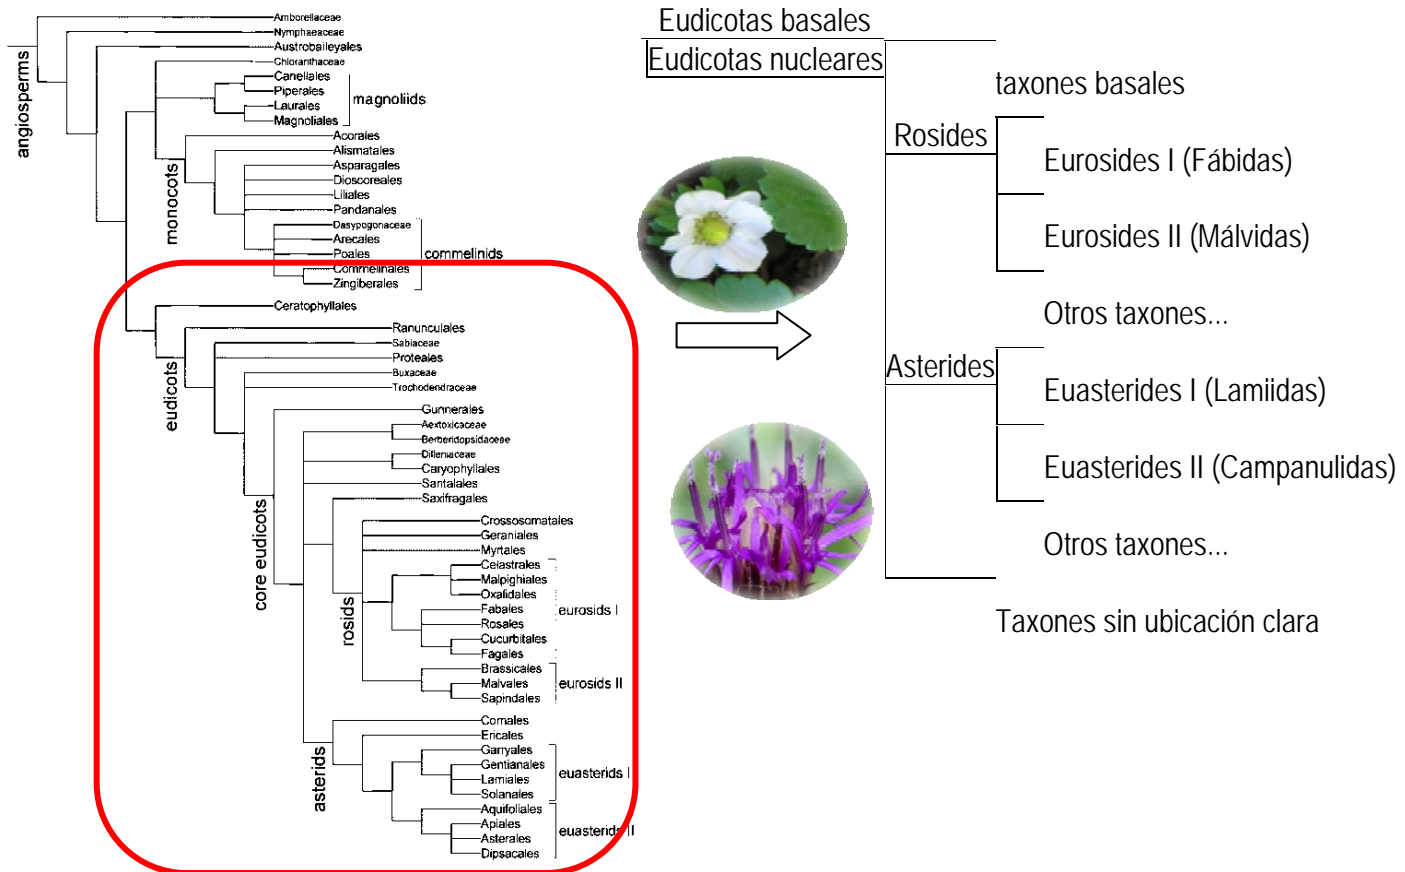 angiosperms
Amborellaceae
Nymphaeaceae
Austrobaileyales
Chloranthaceae
Canellales
Piperales
Laurales
Magnoliales
magnoliids
monocots
Acorales
Alismatales
Asparagales
Dioscoreales
Liliales
Pandanales
Dasypogonaceae
Arecales
Poales
Commelinales
Zingiberales
commelinids
Ceratophyllales
eudicots
Ranunculales
Sabiaceae
Proteales
Buxaceae
Trochodendraceae
core eudicots
Gunnerales
Aextoxicaceae
Berberidopsidaceae
Dilleniaceae
Caryophyllales
Santalales
Saxifragales
rosids
Crossosomatales
Geraniales
Myrtales
Celastrales
Malpighiales
Oxalidales
Fabales
Rosales
Cucurbitales
Fagales
eurosids I
Brassicales
Malvales
Sapindales
eurosids II
asterids
Cornales
Ericales
Garryales
Gentianales
Lamiales
Solanales
euasterids I
Aquifoliales
Apiales
Asterales
Dipsacales
euasterids II
Eudicotas basales
Eudicotas nucleares
taxones basales
Rosides
Eurosides I (Fábidas)
Eurosides II (Málvidas)
Otros taxones...
Asterides
Euasterides I (Lamiidas)
Euasterides II (Campanulidas)
Otros taxones...
Taxones sin ubicación clara